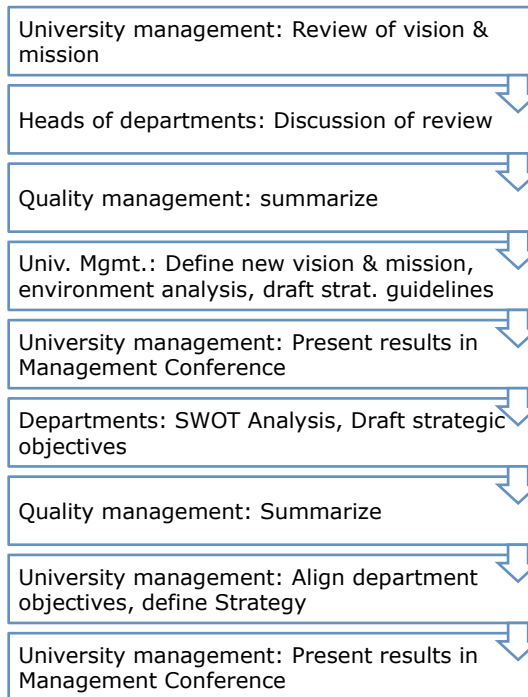 University management: Review of vision &
mission
Heads of departments: Discussion of review
Quality management: summarize
Univ. Mgmt.: Define new vision & mission,
environment analysis, draft strat. guidelines
University management: Present results in
Management Conference
Departments: SWOT Analysis, Draft strategic
objectives
Quality management: Summarize
University management: Align department
objectives, define Strategy
University management: Present results in
Management Conference